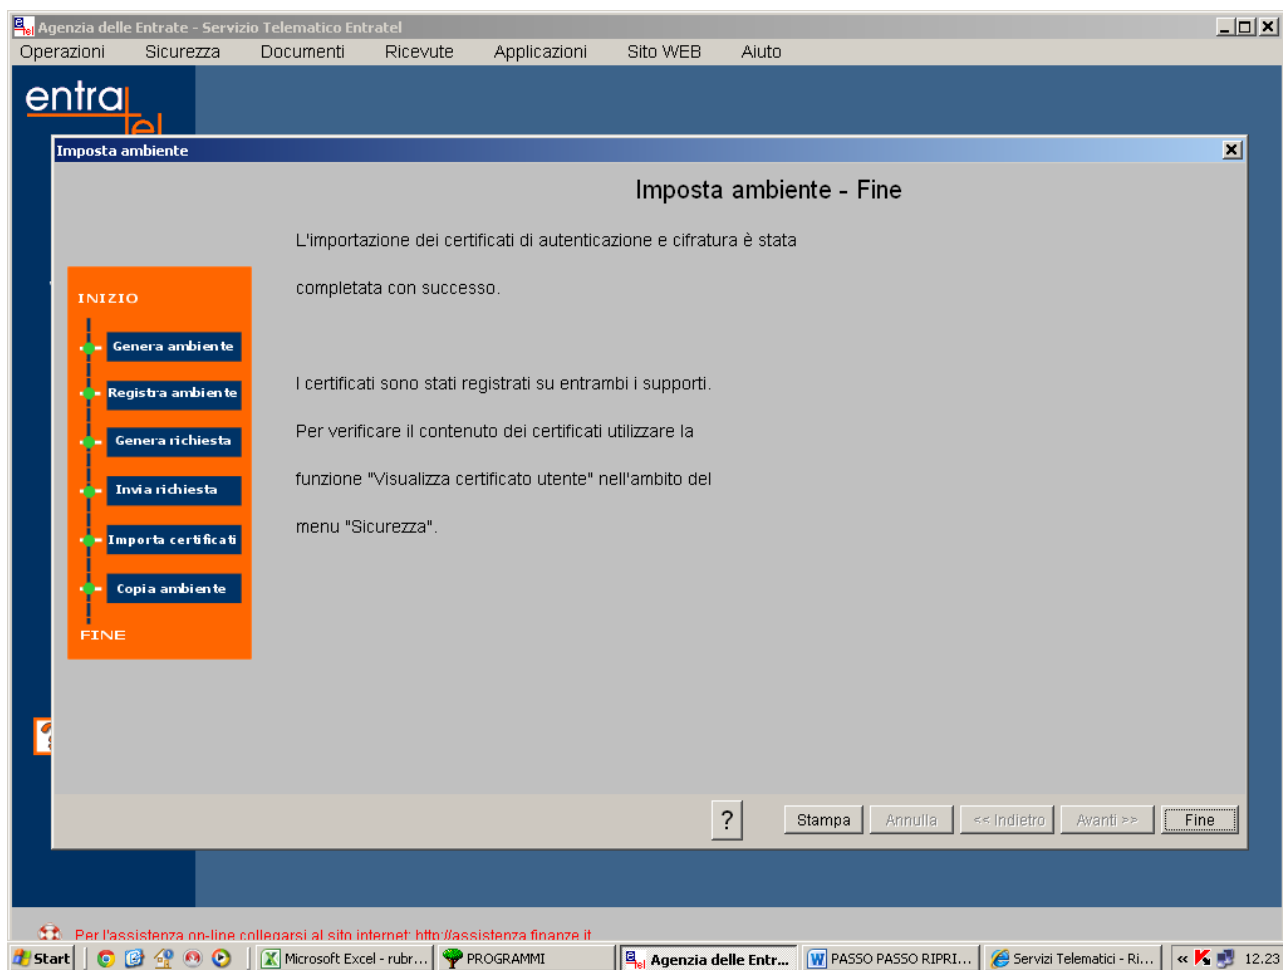 Agenzia delle Entrate - Servizio Telematico Entratel
Operazioni Sicurezza Documenti Ricevute Applicazioni Sito WEB Aiuto
entra
tel
Imposta ambiente
Imposta ambiente - Fine
L'importazione dei certificati di autenticazione e cifratura è stata
completata con successo.
I certificati sono stati registrati su entrambi i supporti.
Per verificare il contenuto dei certificati utilizzare la
funzione "Visualizza certificato utente" nell'ambito del
menu "Sicurezza".
INIZIO
Genera ambiente
Registra ambiente
Genera richiesta
Invia richiesta
Importa certificati
Copia ambiente
FINE
? Stampa Annulla << Indietro Avanti >> Fine
Per l'assistenza on-line collegarsi al sito internet: http://assistenza.finanze.it
Start Microsoft Excel - rubr... PROGRAMMI Agenzia delle Entr... PASSO PASSO RIPRI... Servizi Telematici - Ri... « 12.23